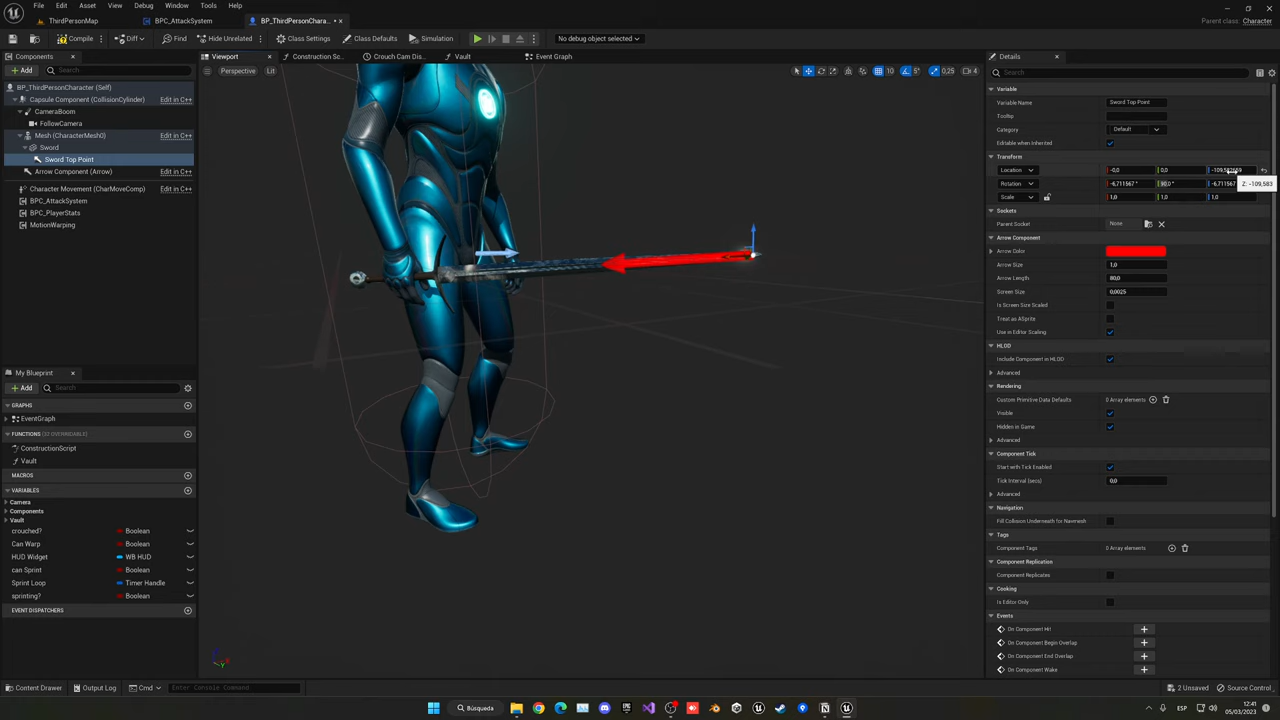 File Edit Asset View Debug Window Tools Help
ThirdPersonMap BPC_AttackSystem BP_ThirdPersonChara... Parent class: Character
Compile Diff Find Hide Unrelated Class Settings Class Defaults Simulation No debug object selected
Components Viewport Construction Sc... Crouch Cam Dis... Vault Event Graph Details
Add Search
Perspective Lit 10 5° 0,25 4
Search
BP_ThirdPersonCharacter (Self)
Capsule Component (CollisionCylinder) Edit in C++
CameraBoom
FollowCamera
Mesh (CharacterMesh0) Edit in C++
Sword
Sword Top Point
Arrow Component (Arrow) Edit in C++
Character Movement (CharMoveComp) Edit in C++
BPC_AttackSystem
BPC_PlayerStats
MotionWarping
My Blueprint
Add Search
GRAPHS
EventGraph
FUNCTIONS (33 OVERRIDABLE)
ConstructionScript
Vault
MACROS
VARIABLES
Camera
Components
Vault
crouched? Boolean
Can Warp Boolean
HUD Widget WB HUD
can Sprint Boolean
Sprint Loop Timer Handle
sprinting? Boolean
EVENT DISPATCHERS
Variable
Variable Name Sword Top Point
Tooltip
Category Default
Editable when Inherited
Transform
Location -0,0 0,0
Rotation -6,711567 ° 90,0 ° -6,711567
Z: -109,583
Scale 1,0 1,0 1,0
Sockets
Parent Socket None
Arrow Component
Arrow Color
Arrow Size 1,0
Arrow Length 80,0
Screen Size 0,0025
Is Screen Size Scaled
Treat as ASprite
Use in Editor Scaling
HLOD
Include Component in HLOD
Advanced
Rendering
Custom Primitive Data Defaults 0 Array elements
Visible
Hidden in Game
Advanced
Component Tick
Start with Tick Enabled
Tick Interval (secs) 0,0
Advanced
Navigation
Fill Collision Underneath for Navmesh
Tags
Component Tags 0 Array elements
Component Replication
Component Replicates
Cooking
Is Editor Only
Events
On Component Hit
On Component Begin Overlap
On Component End Overlap
On Component Wake
Content Drawer Output Log Cmd Enter Console Command 2 Unsaved Source Control
Búsqueda ESP 12:41
05/03/2023